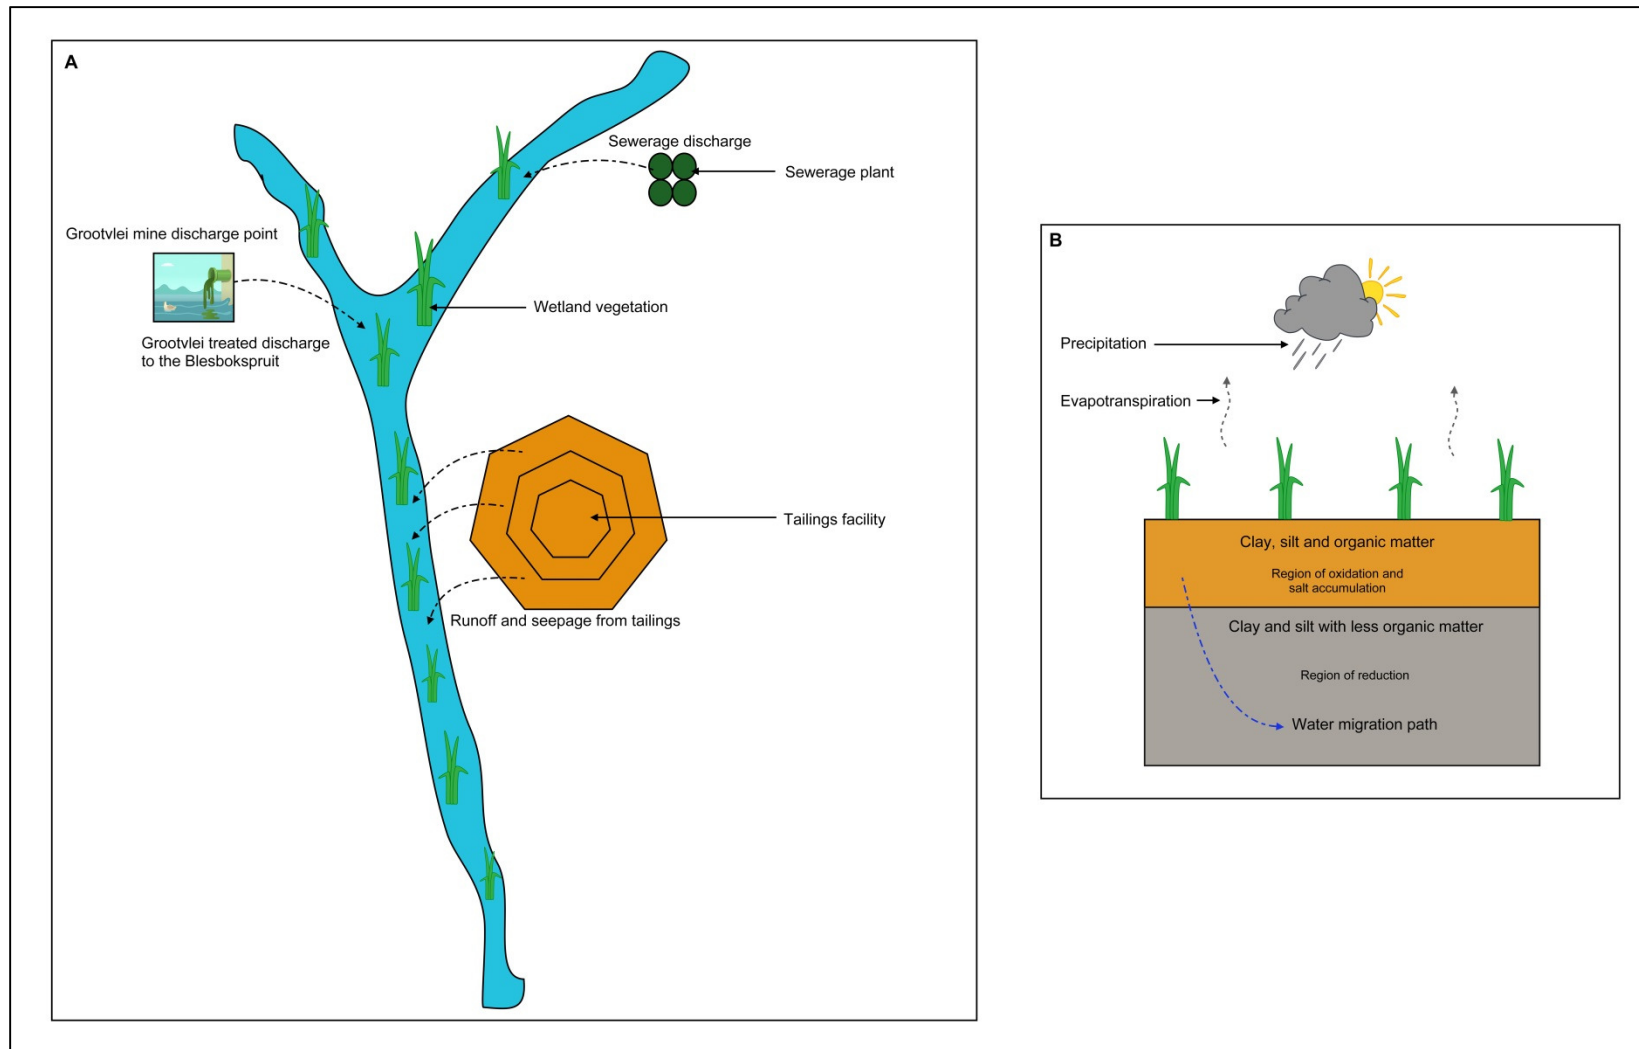 A
Sewerage discharge
Sewerage plant
Grootvlei mine discharge point
Wetland vegetation
Grootvlei treated discharge
to the Blesbokspruit
Tailings facility
Runoff and seepage from tailings
B
Precipitation
Evapotranspiration
Clay, silt and organic matter
Region of oxidation and
salt accumulation
Clay and silt with less organic matter
Region of reduction
Water migration path